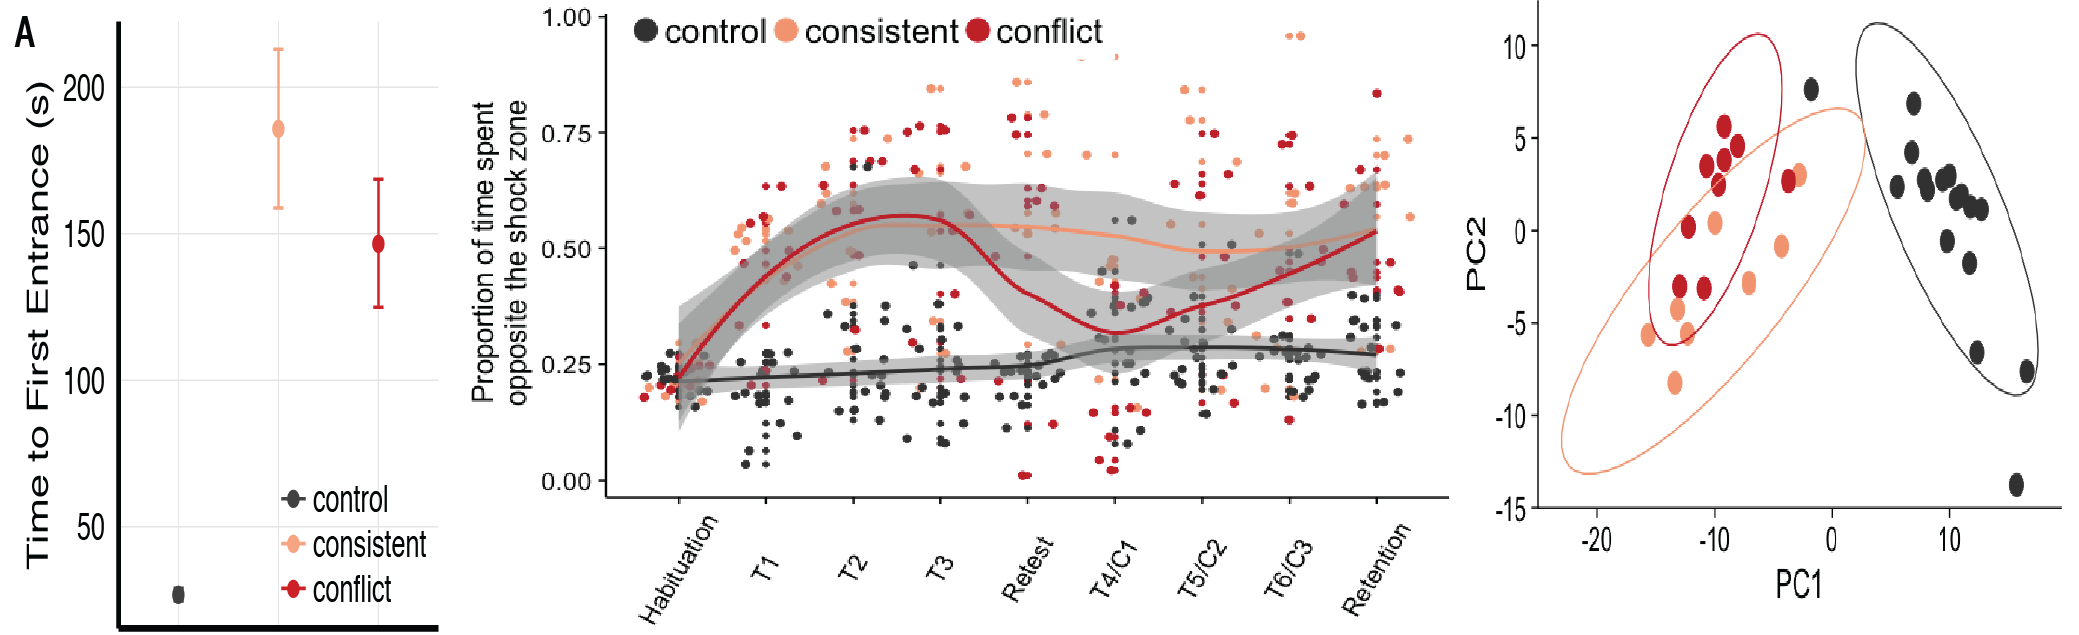 A
Time to First Entrance (s)
200
150
100
50
control
consistent
conflict
Proportion of time spent
opposite the shock zone
1.00
0.75
0.50
0.25
0.00
control consistent conflict
Habituation
T1
T2
T3
Retest
T4/C1
T5/C2
T6/C3
Retention
PC2
10
5
0
-5
-10
-15
-20
-10
0
10
PC1